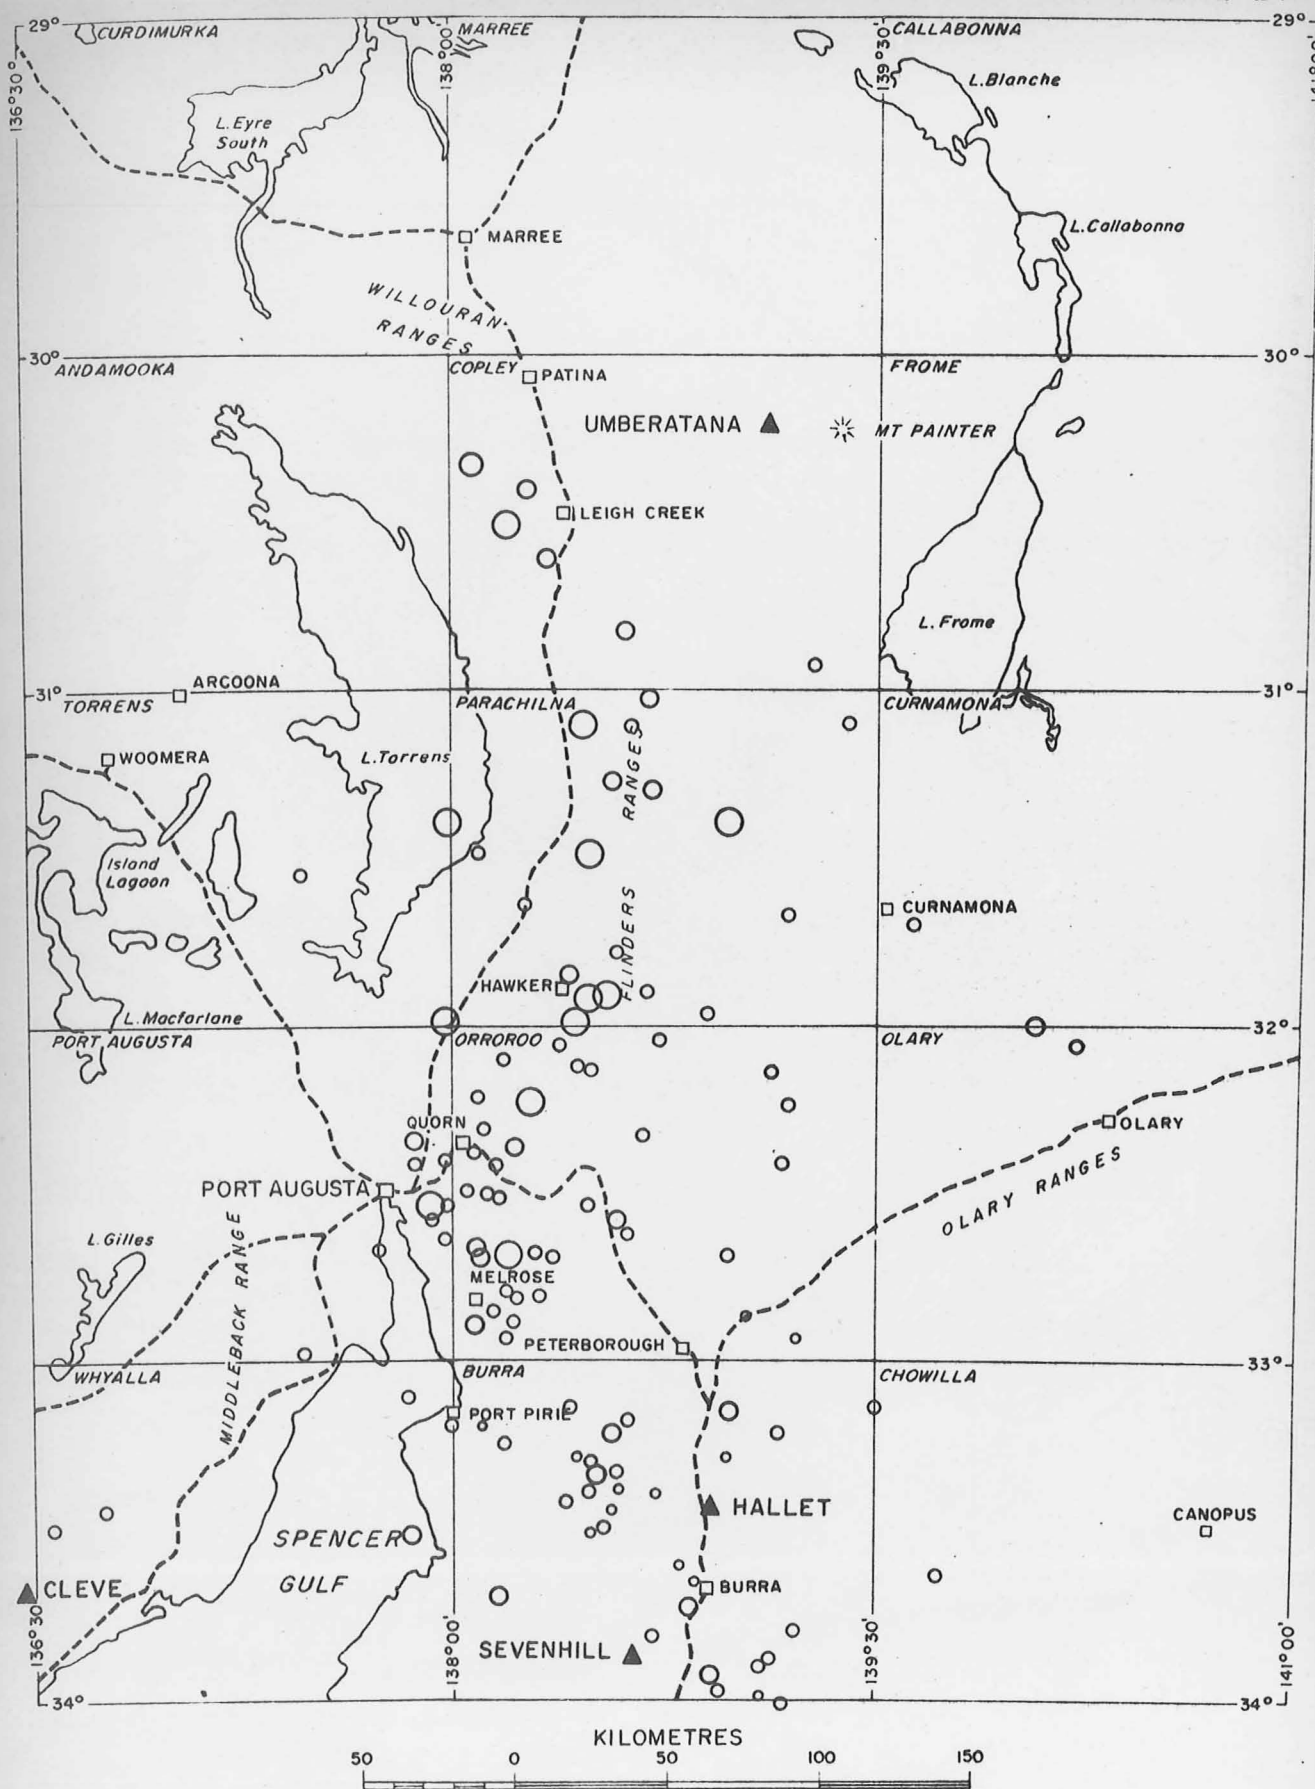 29°
CURDIMURKA
138°00'
MARREE
139°30'
CALLABONNA
29°
136°30'
L. Blanche
L. Eyre
South
L. Callabonna
MARREE
WILLOURAN
RANGES
30°
ANDAMOOKA
COPLEY
FROME
30°
PATINA
UMBERATANA
MT PAINTER
LEIGH CREEK
L. Frome
31°
ARCOONA
TORRENS
PARACHILNA
CURNAMONA
31°
WOOMERA
L. Torrens
FLINDERS RANGES
Island
Lagoon
CURNAMONA
HAWKER
L. Macfarlane
PORT AUGUSTA
ORROROO
OLARY
32°
QUORN
OLARY
PORT AUGUSTA
OLARY RANGES
L. Gilles
MIDDLEBACK RANGE
MELROSE
PETERBOROUGH
WHYALLA
BURRA
CHOWILLA
33°
PORT PIRIE
HALLET
CANOPUS
SPENCER
GULF
CLEVE
BURRA
SEVENHILL
136°30
138°00'
139°30'
141°00'
34°
34°
KILOMETRES
50 0 50 100 150